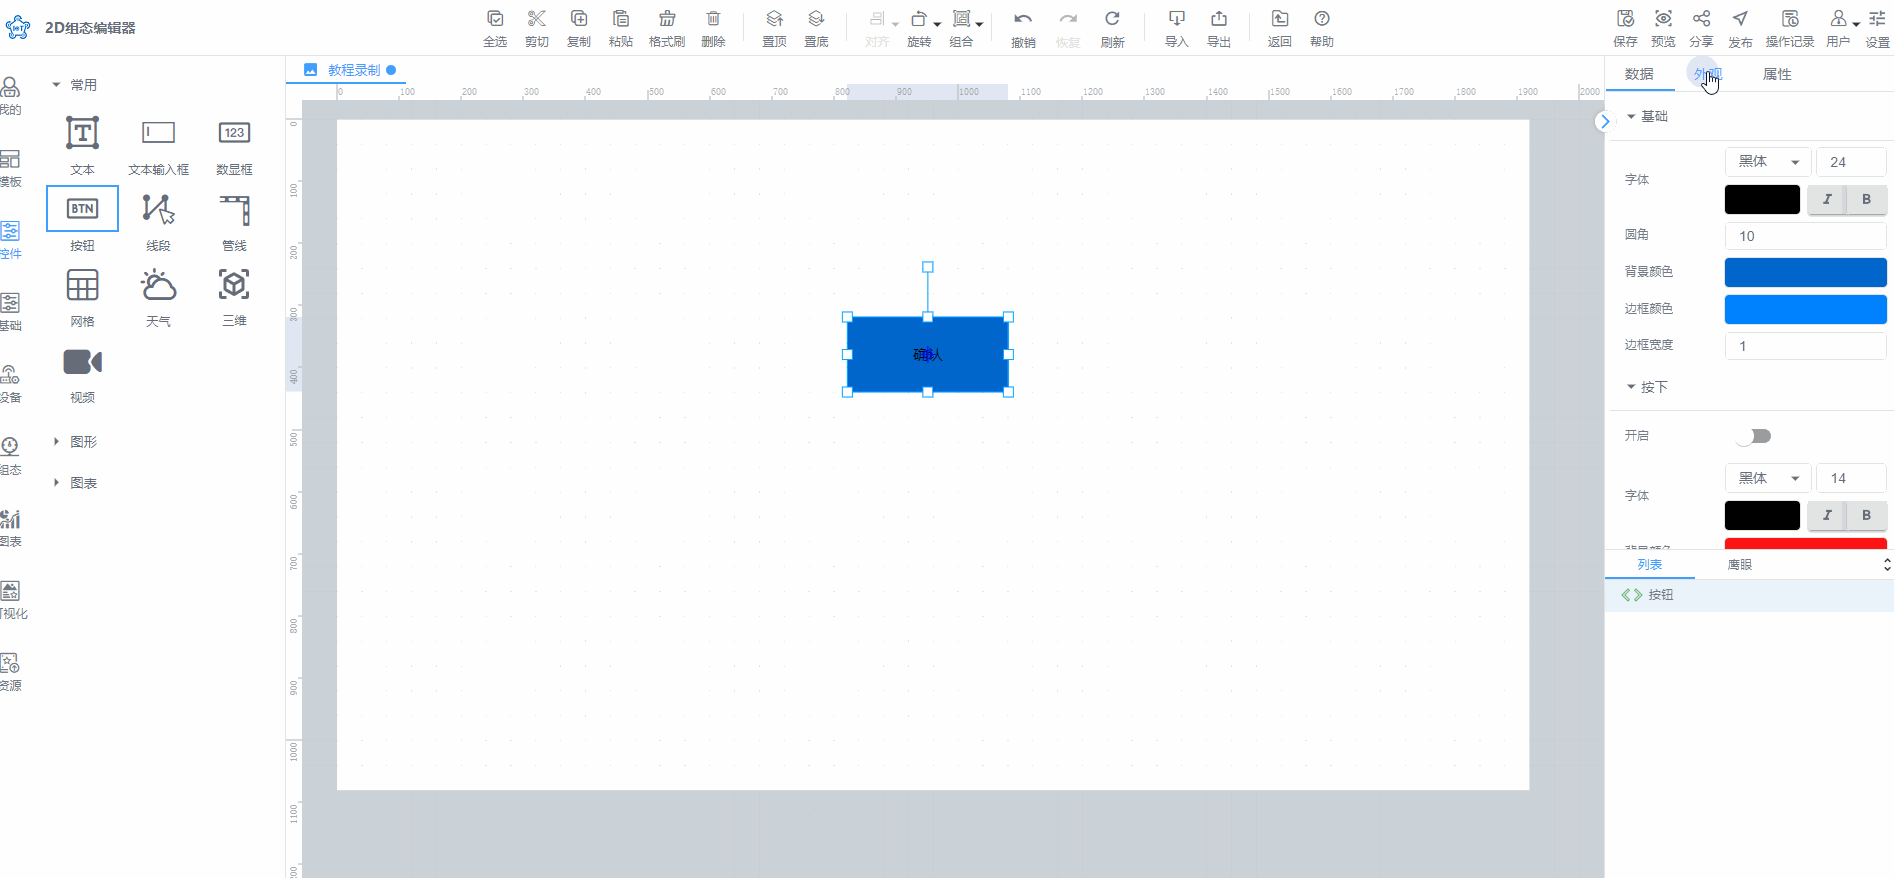 2D组态编辑器
全选 剪切 复制 粘贴 格式刷 删除 置顶 置底 对齐 旋转 组合 撤销 恢复 刷新 导入 导出 返回 帮助 保存 预览 分享 发布 操作记录 用户 设置
我的
模板
控件
基础
设备
组态
图表
可视化
资源
常用
T
文本
文本输入框
123
数显框
BTN
按钮
线段
管线
网格
天气
三维
视频
图形
图表
教程录制
0 100 200 300 400 500 600 700 800 900 1000 1100 1200 1300 1400 1500 1600 1700 1800 1900 2000
0
100
200
300
400
500
600
700
800
900
1000
1100
确认
数据 外观 属性
基础
字体 黑体 24
I B
圆角 10
背景颜色
边框颜色
边框宽度 1
按下
开启
字体 黑体 14
I B
背景颜色
列表 鹰眼
按钮